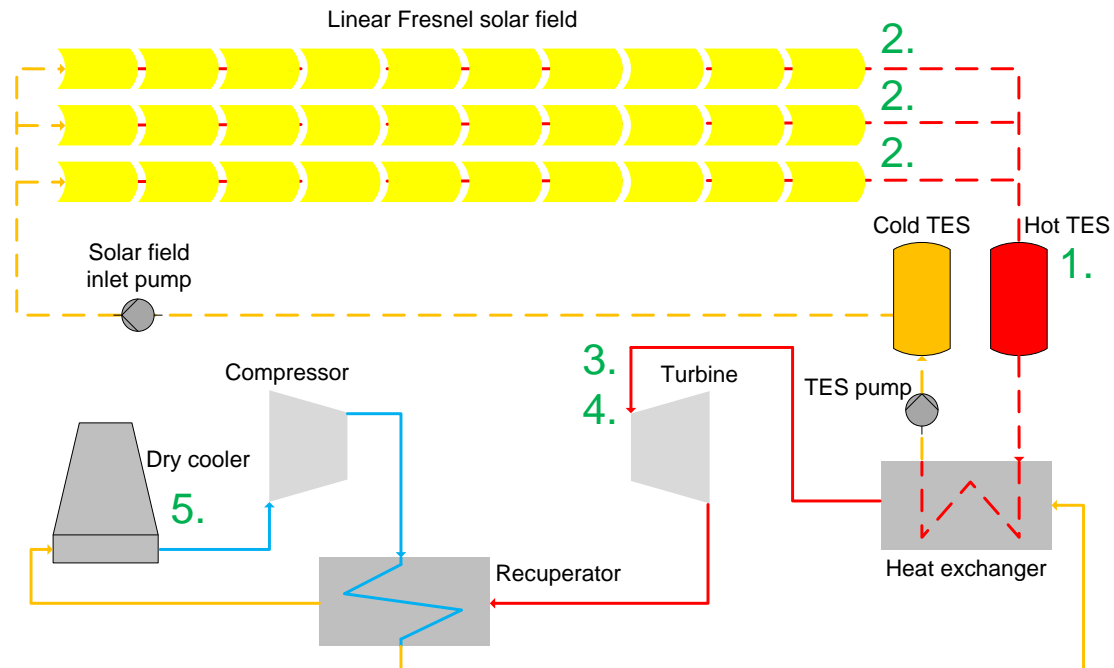 Linear Fresnel solar field
2.
2.
2.
Cold TES
Hot TES
1.
Solar field
inlet pump
3.
4.
Compressor
Turbine
TES pump
Dry cooler
5.
Recuperator
Heat exchanger